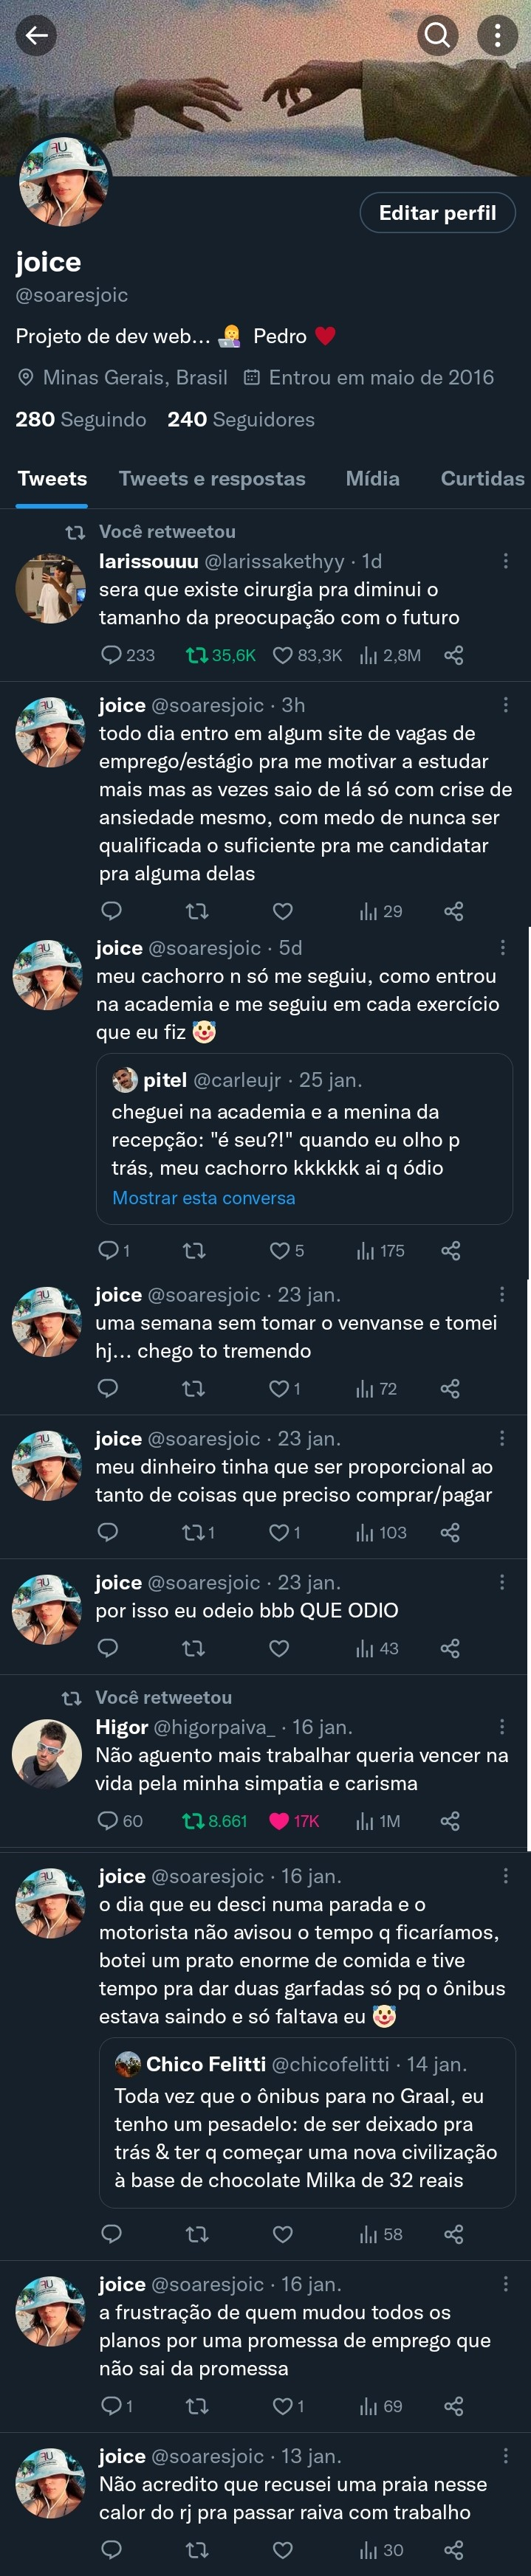 Editar perfil
joice
@soaresjoic
Projeto de dev web... 👩‍💻 Pedro ♥️
Minas Gerais, Brasil Entrou em maio de 2016
280 Seguindo 240 Seguidores
Tweets Tweets e respostas Mídia Curtidas
Você retweetou
larissouuu @larissakethyy · 1d
sera que existe cirurgia pra diminui o
tamanho da preocupação com o futuro
233 35,6K 83,3K 2,8M
joice @soaresjoic · 3h
todo dia entro em algum site de vagas de
emprego/estágio pra me motivar a estudar
mais mas as vezes saio de lá só com crise de
ansiedade mesmo, com medo de nunca ser
qualificada o suficiente pra me candidatar
pra alguma delas
29
joice @soaresjoic · 5d
meu cachorro n só me seguiu, como entrou
na academia e me seguiu em cada exercício
que eu fiz 🤡
pitel @carleujr · 25 jan.
cheguei na academia e a menina da
recepção: "é seu?!" quando eu olho p
trás, meu cachorro kkkkkk ai q ódio
Mostrar esta conversa
1 5 175
joice @soaresjoic · 23 jan.
uma semana sem tomar o venvanse e tomei
hj... chego to tremendo
1 72
joice @soaresjoic · 23 jan.
meu dinheiro tinha que ser proporcional ao
tanto de coisas que preciso comprar/pagar
1 1 103
joice @soaresjoic · 23 jan.
por isso eu odeio bbb QUE ODIO
43
Você retweetou
Higor @higorpaiva_ · 16 jan.
Não aguento mais trabalhar queria vencer na
vida pela minha simpatia e carisma
60 8.661 17K 1M
joice @soaresjoic · 16 jan.
o dia que eu desci numa parada e o
motorista não avisou o tempo q ficaríamos,
botei um prato enorme de comida e tive
tempo pra dar duas garfadas só pq o ônibus
estava saindo e só faltava eu 🤡
Chico Felitti @chicofelitti · 14 jan.
Toda vez que o ônibus para no Graal, eu
tenho um pesadelo: de ser deixado pra
trás & ter q começar uma nova civilização
à base de chocolate Milka de 32 reais
58
joice @soaresjoic · 16 jan.
a frustração de quem mudou todos os
planos por uma promessa de emprego que
não sai da promessa
1 1 69
joice @soaresjoic · 13 jan.
Não acredito que recusei uma praia nesse
calor do rj pra passar raiva com trabalho
30